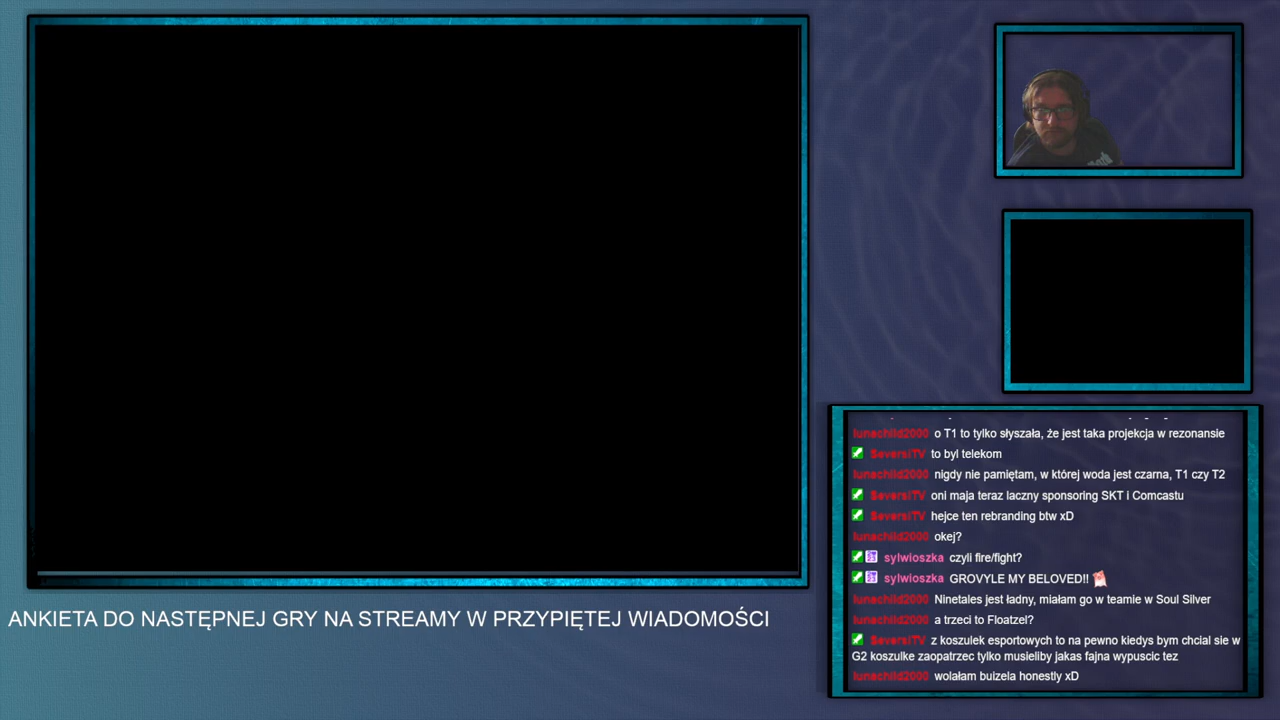 lunachild2000 o T1 to tylko słyszała, że jest taka projekcja w rezonansie
SeversiTV to byl telekom
lunachild2000 nigdy nie pamiętam, w której woda jest czarna, T1 czy T2
SeversiTV oni maja teraz laczny sponsoring SKT i Comcastu
SeversiTV hejce ten rebranding btw xD
lunachild2000 okej?
sylwioszka czyli fire/fight?
sylwioszka GROVYLE MY BELOVED!!
lunachild2000 Ninetales jest ładny, miałam go w teamie w Soul Silver
lunachild2000 a trzeci to Floatzel?
SeversiTV z koszulek esportowych to na pewno kiedys bym chcial sie w
G2 koszulke zaopatrzec tylko musieliby jakas fajna wypuscic tez
lunachild2000 wolałam buizela honestly xD
ANKIETA DO NASTĘPNEJ GRY NA STREAMY W PRZYPIĘTEJ WIADOMOŚCI